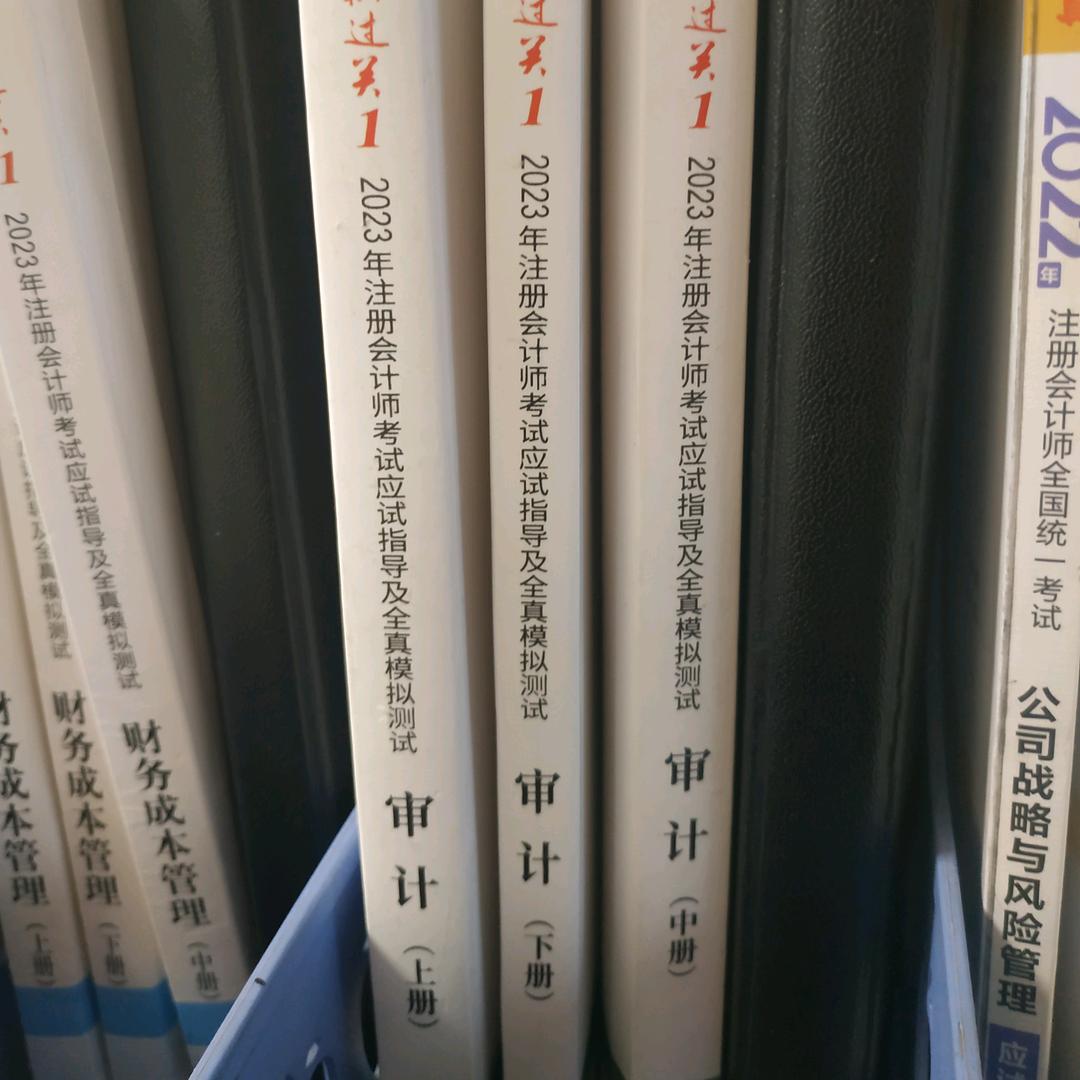 财务成本管理
（上册）
财务成本管理
（下册）
1
2023年注册会计师考试应试指导及全真模拟测试
财务成本管理
（中册）
过关1
2023年注册会计师考试应试指导及全真模拟测试
审计
（上册）
过关1
2023年注册会计师考试应试指导及全真模拟测试
审计
（下册）
过关1
2023年注册会计师考试应试指导及全真模拟测试
审计
（中册）
2022年
注册会计师全国统一考试
公司战略与风险管理
应试